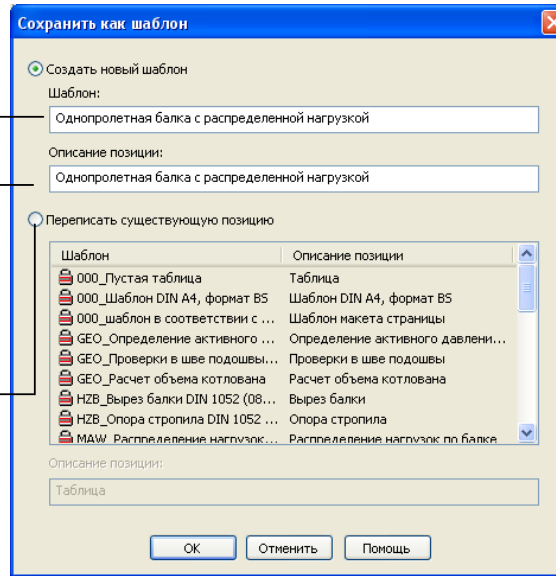 Сохранить как шаблон
Создать новый шаблон
Шаблон:
Однопролетная балка с распределенной нагрузкой
Описание позиции:
Однопролетная балка с распределенной нагрузкой
Переписать существующую позицию
Шаблон Описание позиции
000_Пустая таблица Таблица
000_Шаблон DIN A4, формат BS Шаблон DIN A4, формат BS
000_шаблон в соответствии с ... Шаблон макета страницы
GEO_Определение активного ... Определение активного давлени...
GEO_Проверки в шве подошвы... Проверки в шве подошвы
GEO_Расчет объема котлована Расчет объема котлована
HZB_Вырез балки DIN 1052 (08... Вырез балки
HZB_Опора стропила DIN 1052 ... Опора стропила
MAW_Распределение нагрузок... Распределение нагрузок по балке
Описание позиции:
Таблица
OK Отменить Помощь